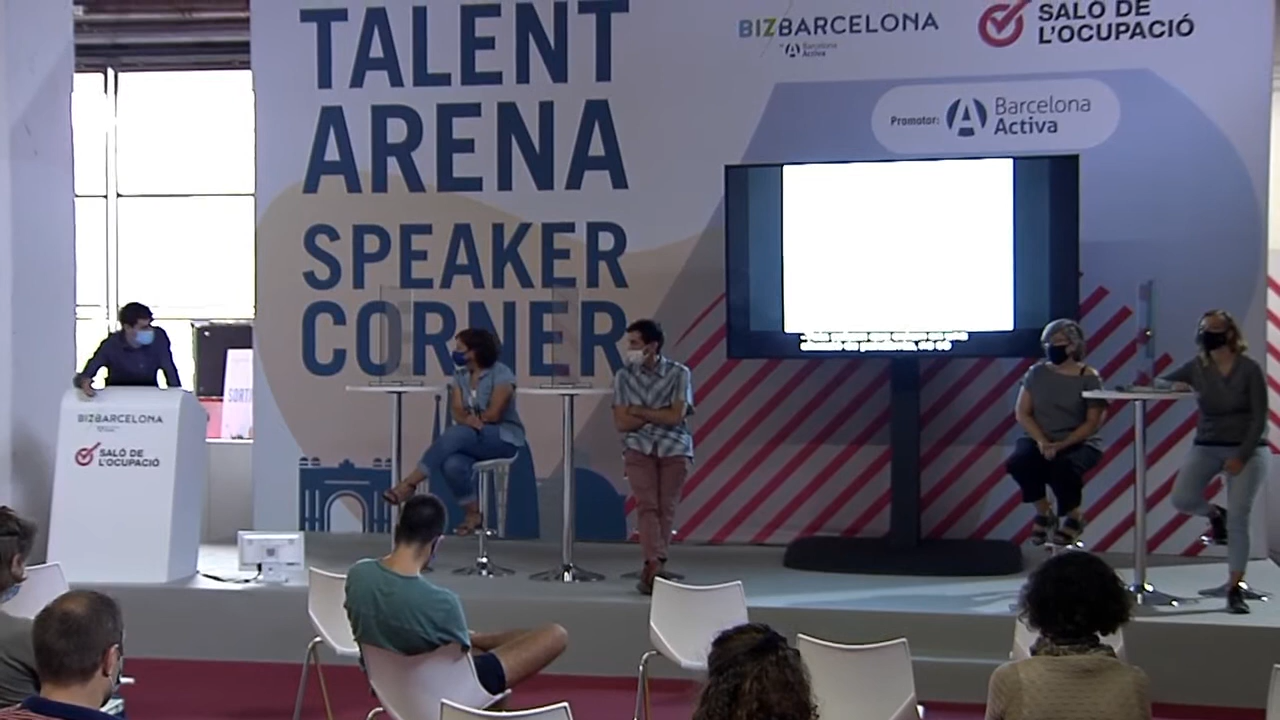 TALENT
ARENA
SPEAKER
CORNER
BIZBARCELONA
Barcelona
Activa
SALÓ DE
L'OCUPACIÓ
Promotor:
Barcelona
Activa
BIZBARCELONA
SALÓ DE
L'OCUPACIÓ